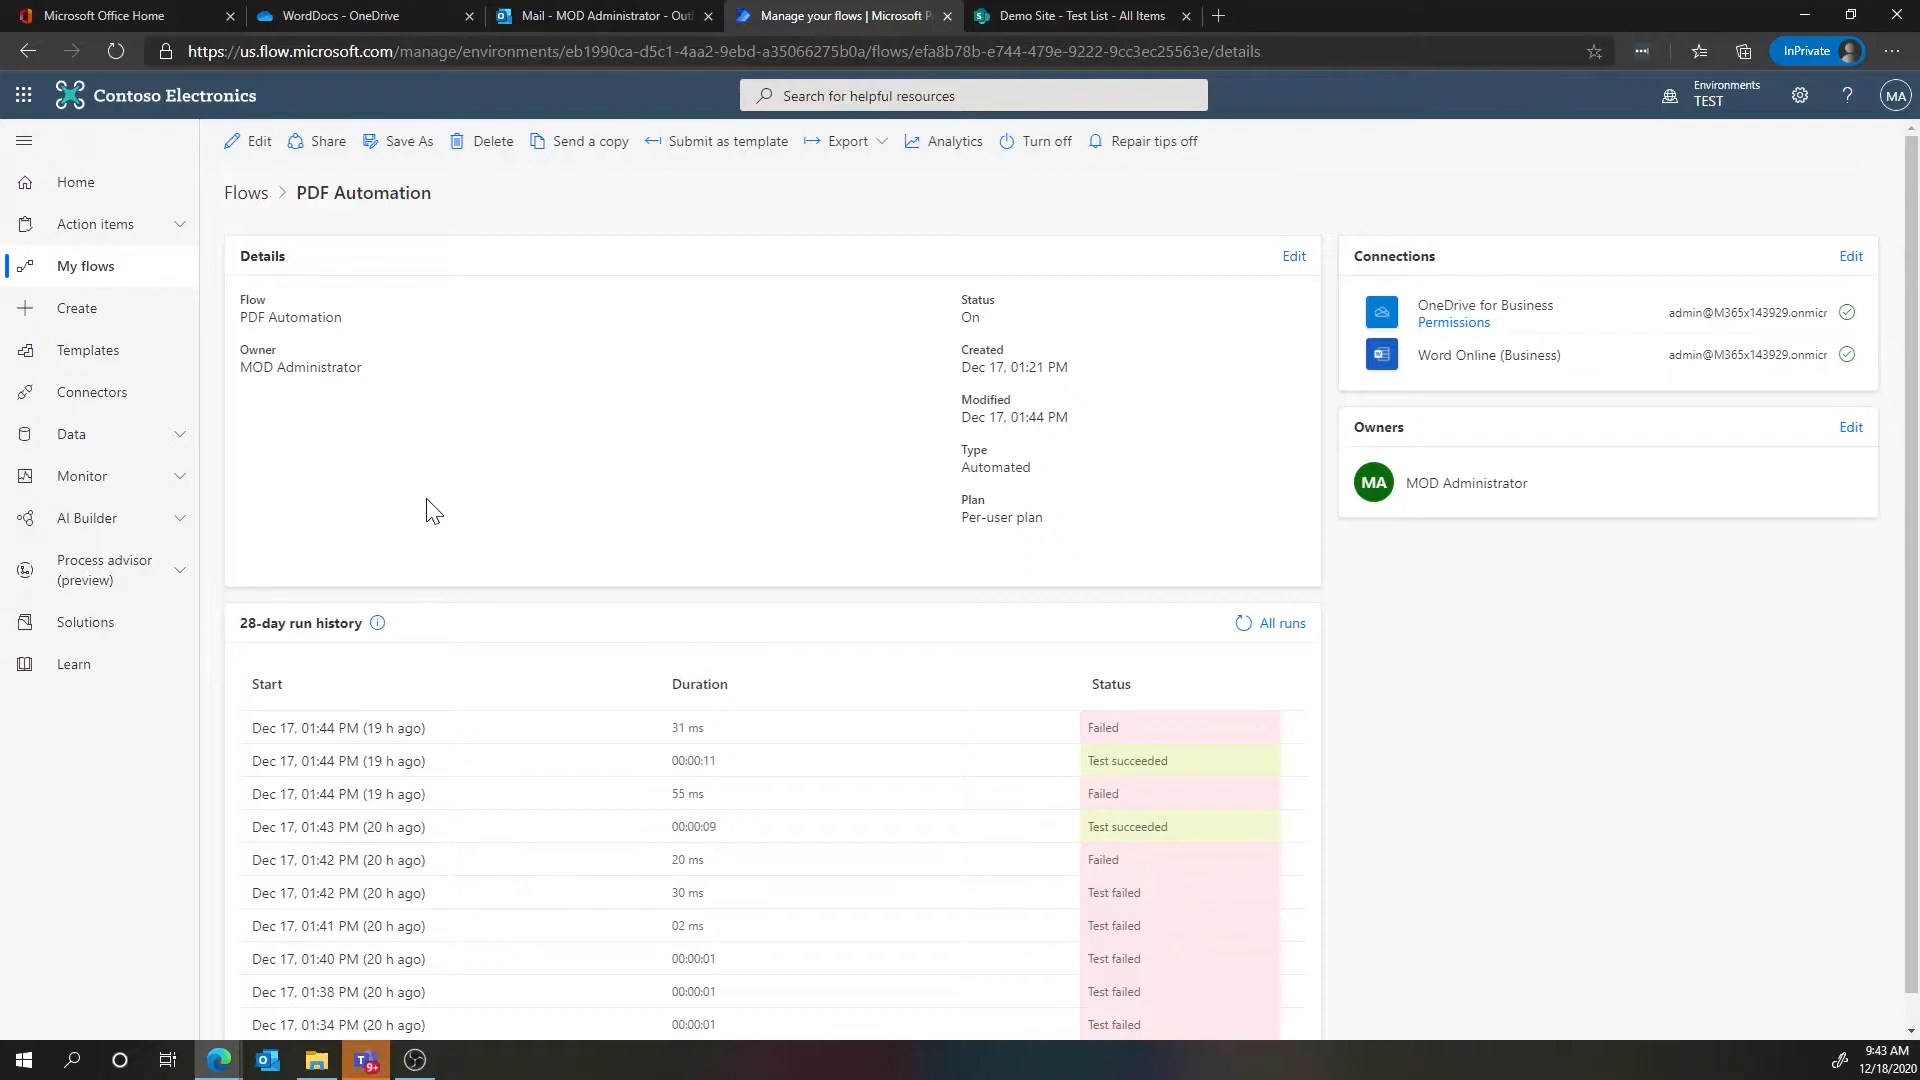 Microsoft Office Home
WordDocs - OneDrive
Mail - MOD Administrator - Outl
Manage your flows | Microsoft P
Demo Site - Test List - All Items
https://us.flow.microsoft.com/manage/environments/eb1990ca-d5c1-4aa2-9ebd-a35066275b0a/flows/efa8b78b-e744-479e-9222-9cc3ec25563e/details
InPrivate
Contoso Electronics
Search for helpful resources
Environments
TEST
MA
Edit
Share
Save As
Delete
Send a copy
Submit as template
Export
Analytics
Turn off
Repair tips off
Home
Action items
My flows
Create
Templates
Connectors
Data
Monitor
AI Builder
Process advisor
(preview)
Solutions
Learn
Flows > PDF Automation
Details
Edit
Flow
PDF Automation
Owner
MOD Administrator
Status
On
Created
Dec 17, 01:21 PM
Modified
Dec 17, 01:44 PM
Type
Automated
Plan
Per-user plan
Connections
Edit
OneDrive for Business
Permissions
admin@M365x143929.onmicr
Word Online (Business)
admin@M365x143929.onmicr
Owners
Edit
MA
MOD Administrator
28-day run history
All runs
Start Duration Status
Dec 17, 01:44 PM (19 h ago) 31 ms Failed
Dec 17, 01:44 PM (19 h ago) 00:00:11 Test succeeded
Dec 17, 01:44 PM (19 h ago) 55 ms Failed
Dec 17, 01:43 PM (20 h ago) 00:00:09 Test succeeded
Dec 17, 01:42 PM (20 h ago) 20 ms Failed
Dec 17, 01:42 PM (20 h ago) 30 ms Test failed
Dec 17, 01:41 PM (20 h ago) 02 ms Test failed
Dec 17, 01:40 PM (20 h ago) 00:00:01 Test failed
Dec 17, 01:38 PM (20 h ago) 00:00:01 Test failed
Dec 17, 01:34 PM (20 h ago) 00:00:01 Test failed
9+
9:43 AM
12/18/2020